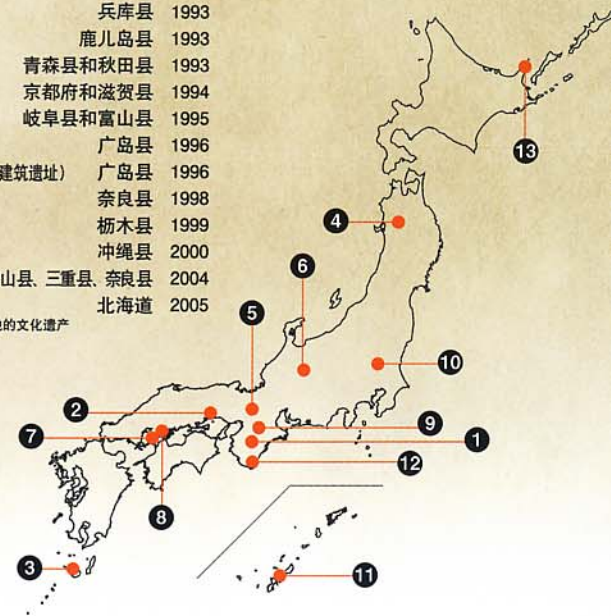 兵库县 1993
鹿儿岛县 1993
青森县和秋田县 1993
京都府和滋贺县 1994
岐阜县和富山县 1995
广岛县 1996
建筑遗址） 广岛县 1996
奈良县 1998
枥木县 1999
冲绳县 2000
山县、三重县、奈良县 2004
北海道 2005
的文化遗产
13
4
6
5
10
2
9
7
1
12
8
3
11